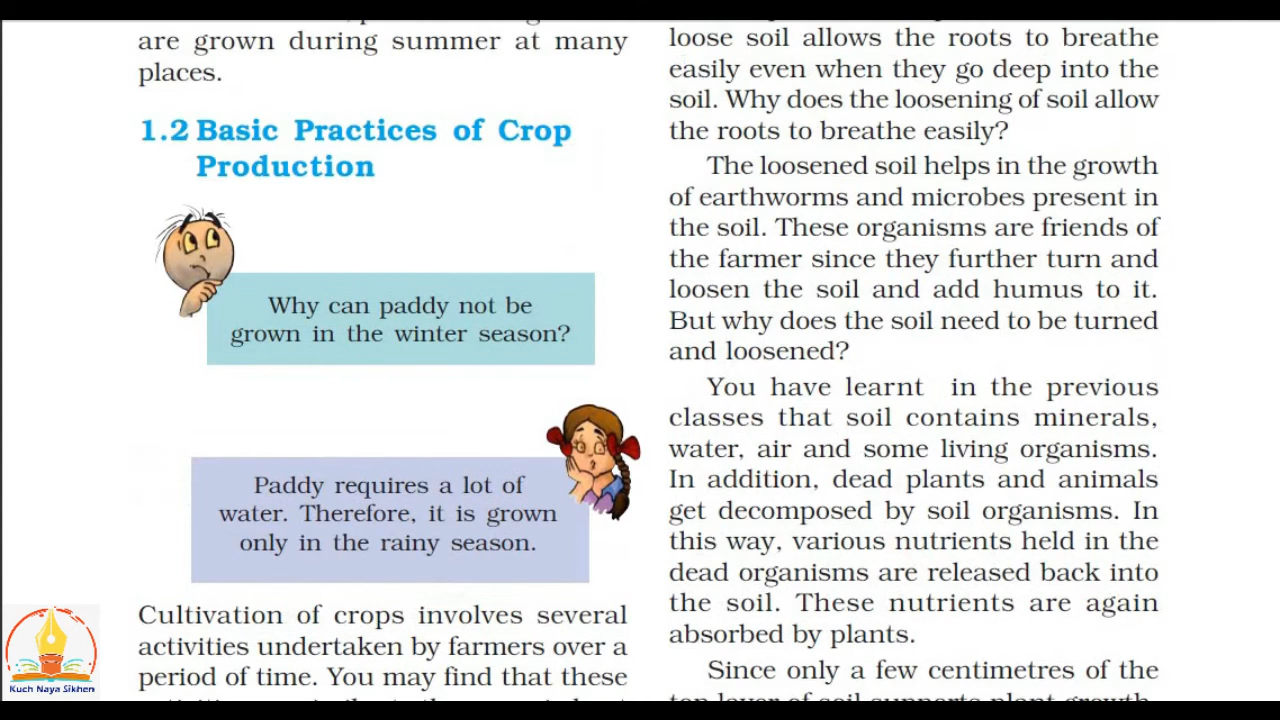 are grown during summer at many
places.
1.2 Basic Practices of Crop
Production
Why can paddy not be
grown in the winter season?
Paddy requires a lot of
water. Therefore, it is grown
only in the rainy season.
Cultivation of crops involves several
activities undertaken by farmers over a
period of time. You may find that these
loose soil allows the roots to breathe
easily even when they go deep into the
soil. Why does the loosening of soil allow
the roots to breathe easily?
The loosened soil helps in the growth
of earthworms and microbes present in
the soil. These organisms are friends of
the farmer since they further turn and
loosen the soil and add humus to it.
But why does the soil need to be turned
and loosened?
You have learnt in the previous
classes that soil contains minerals,
water, air and some living organisms.
In addition, dead plants and animals
get decomposed by soil organisms. In
this way, various nutrients held in the
dead organisms are released back into
the soil. These nutrients are again
absorbed by plants.
Since only a few centimetres of the
top layer of soil supports plant growth,
Kuch Naya Sikhen